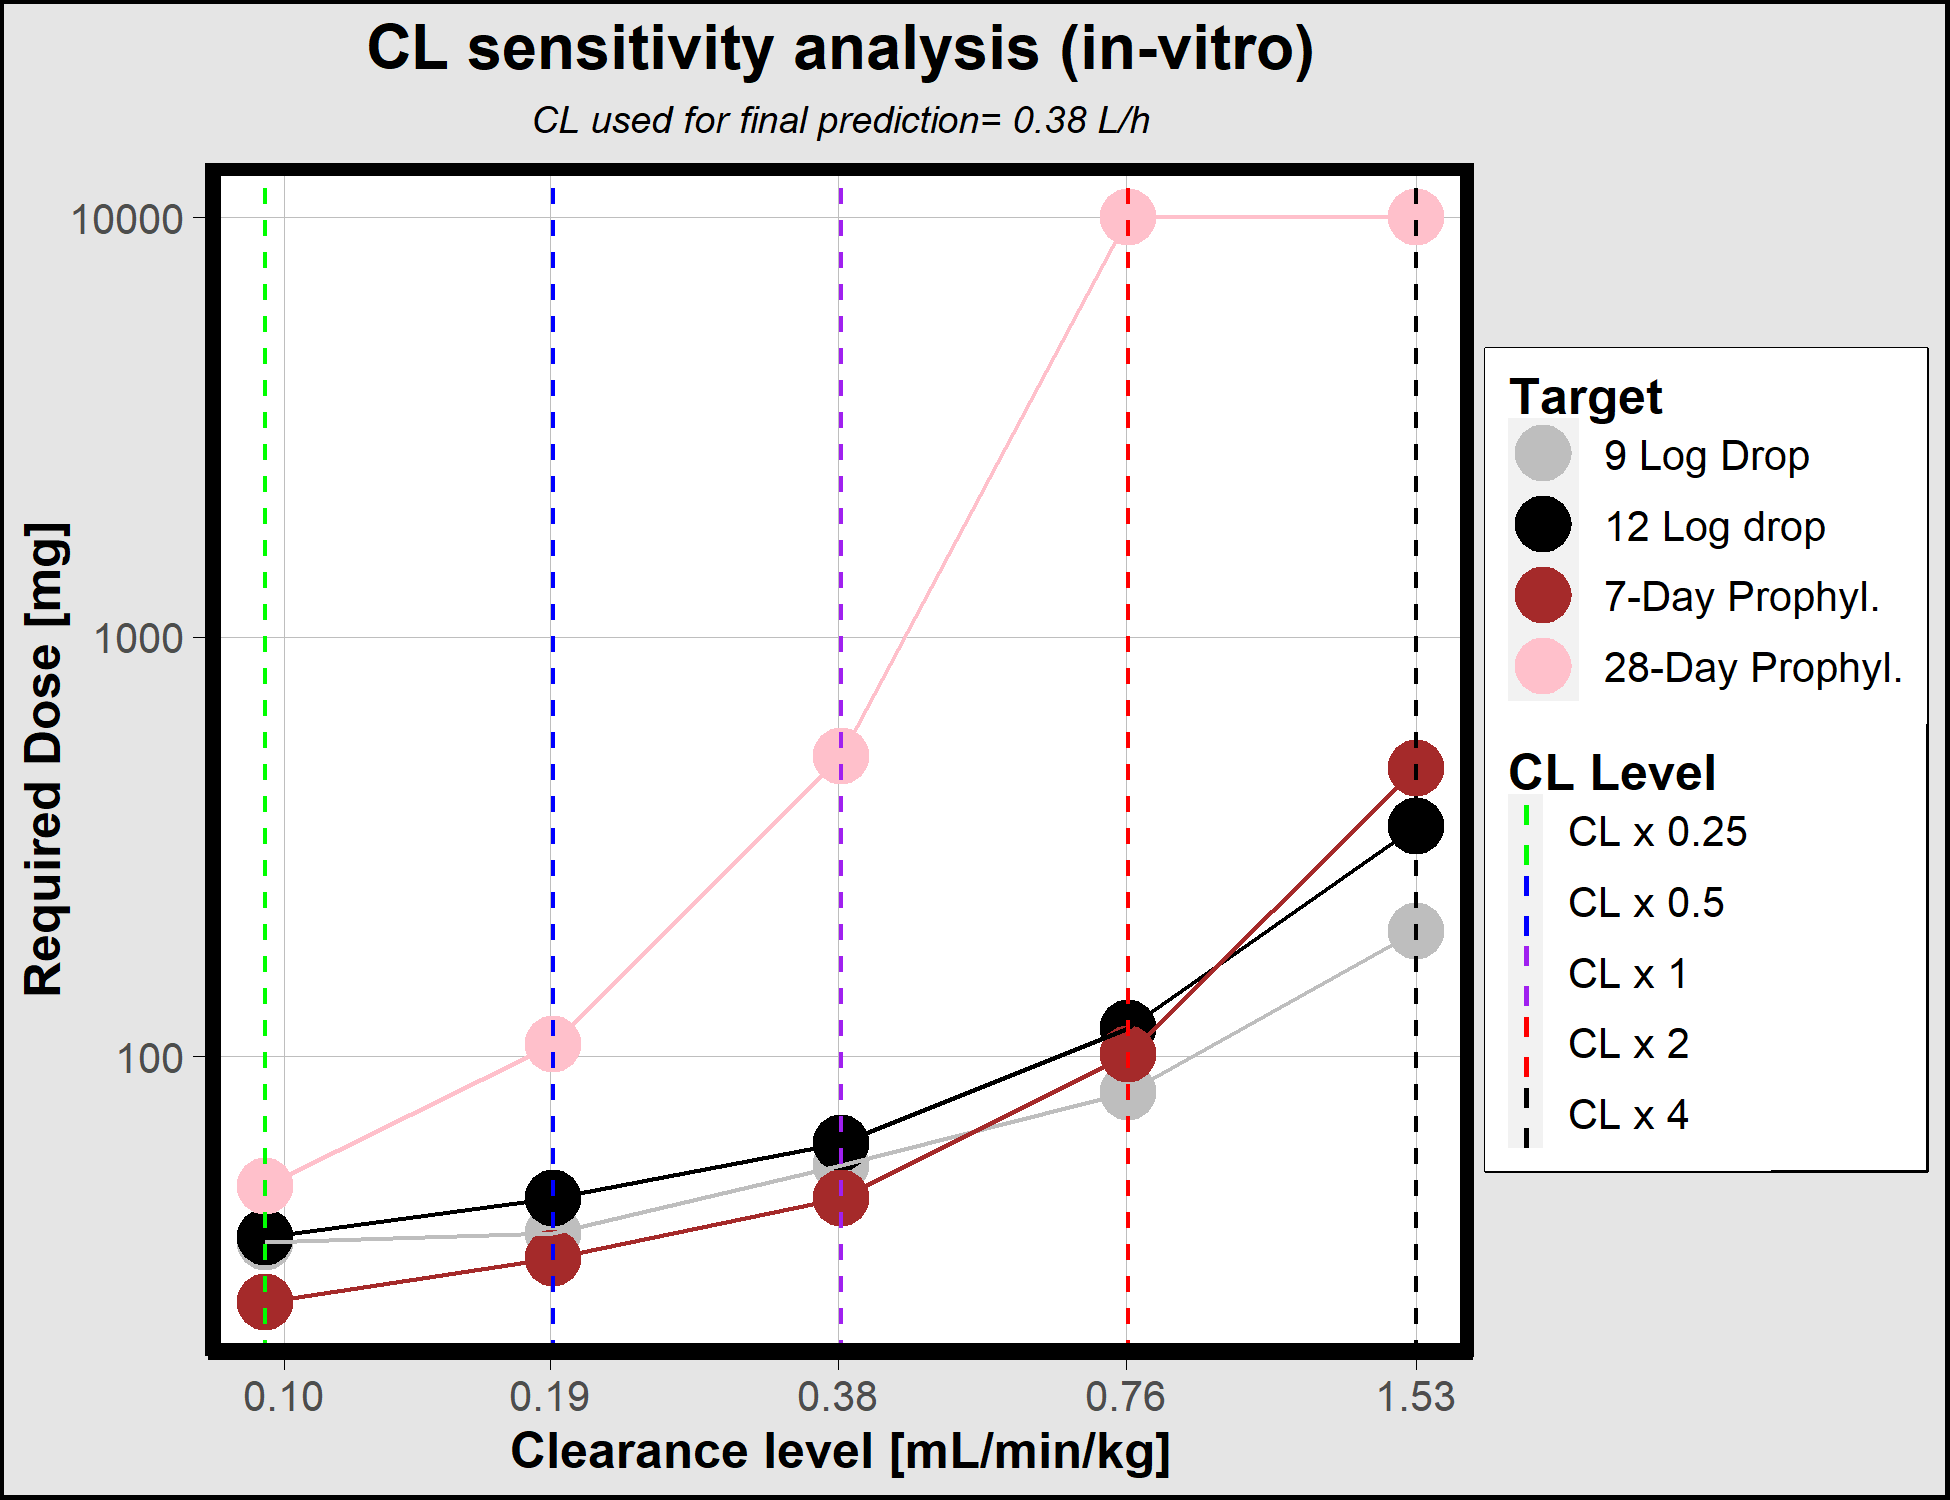 CL sensitivity analysis (in-vitro)
CL used for final prediction= 0.38 L/h
Required Dose [mg]
10000
1000
100
0.10
0.19
0.38
0.76
1.53
Clearance level [mL/min/kg]
Target
9 Log Drop
12 Log drop
7-Day Prophyl.
28-Day Prophyl.
CL Level
CL x 0.25
CL x 0.5
CL x 1
CL x 2
CL x 4